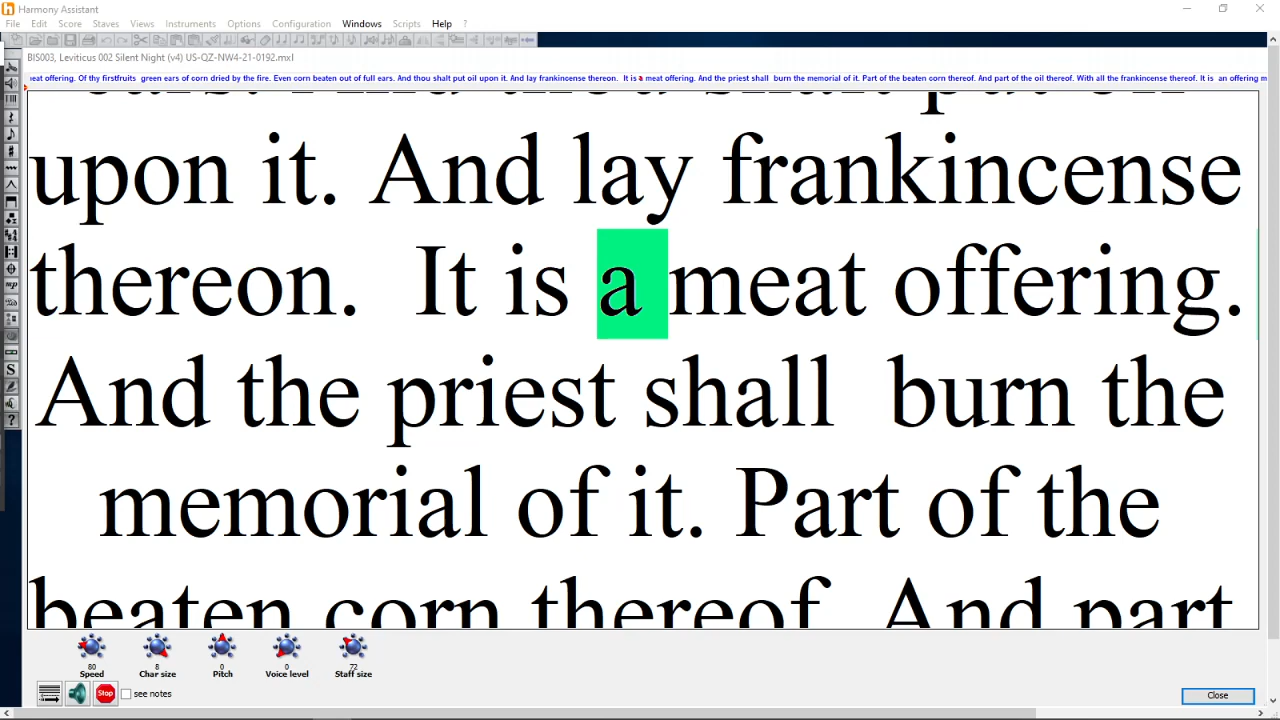 Harmony Assistant
File Edit Score Staves Views Instruments Options Configuration Windows Scripts Help ?
BIS003, Leviticus 002 Silent Night (v4) US-QZ-NW4-21-0192.mxl
neat offering. Of thy firstfruits green ears of corn dried by the fire. Even corn beaten out of full ears. And thou shalt put oil upon it. And lay frankincense thereon. It is a meat offering. And the priest shall burn the memorial of it. Part of the beaten corn thereof. And part of the oil thereof. With all the frankincense thereof. It is an offering m
ears. And thou shalt put oil
upon it. And lay frankincense
thereon. It is a meat offering.
And the priest shall burn the
memorial of it. Part of the
beaten corn thereof. And part
80 8 0 0 72
Speed Char size Pitch Voice level Staff size
Stop see notes Close